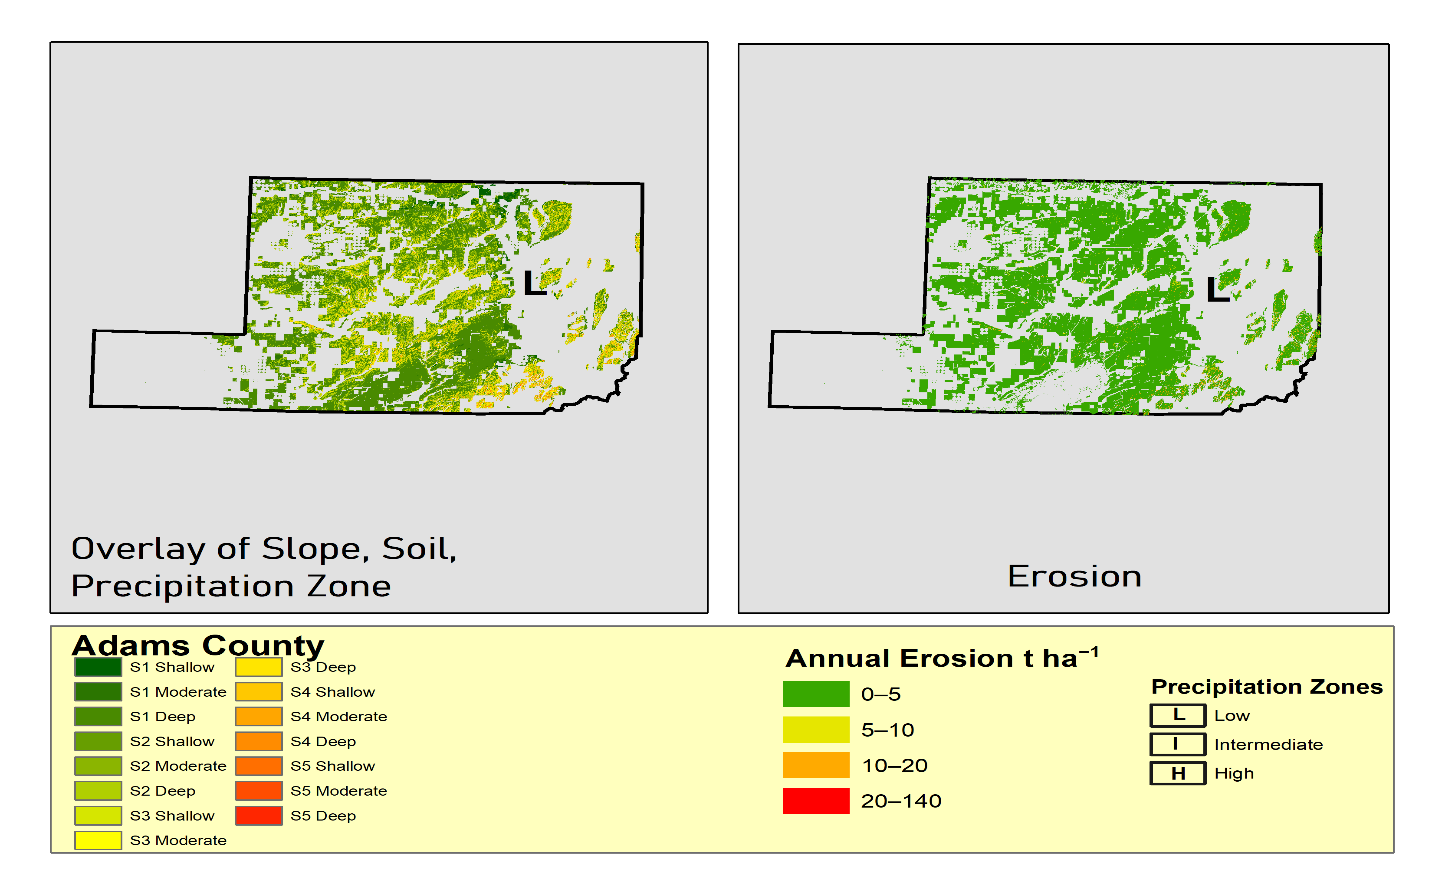 L
L
Overlay of Slope, Soil,
Precipitation Zone
Erosion
Adams County
S1 Shallow
S1 Moderate
S1 Deep
S2 Shallow
S2 Moderate
S2 Deep
S3 Shallow
S3 Moderate
S3 Deep
S4 Shallow
S4 Moderate
S4 Deep
S5 Shallow
S5 Moderate
S5 Deep
Annual Erosion t ha⁻¹
0–5
5–10
10–20
20–140
Precipitation Zones
L Low
I Intermediate
H High